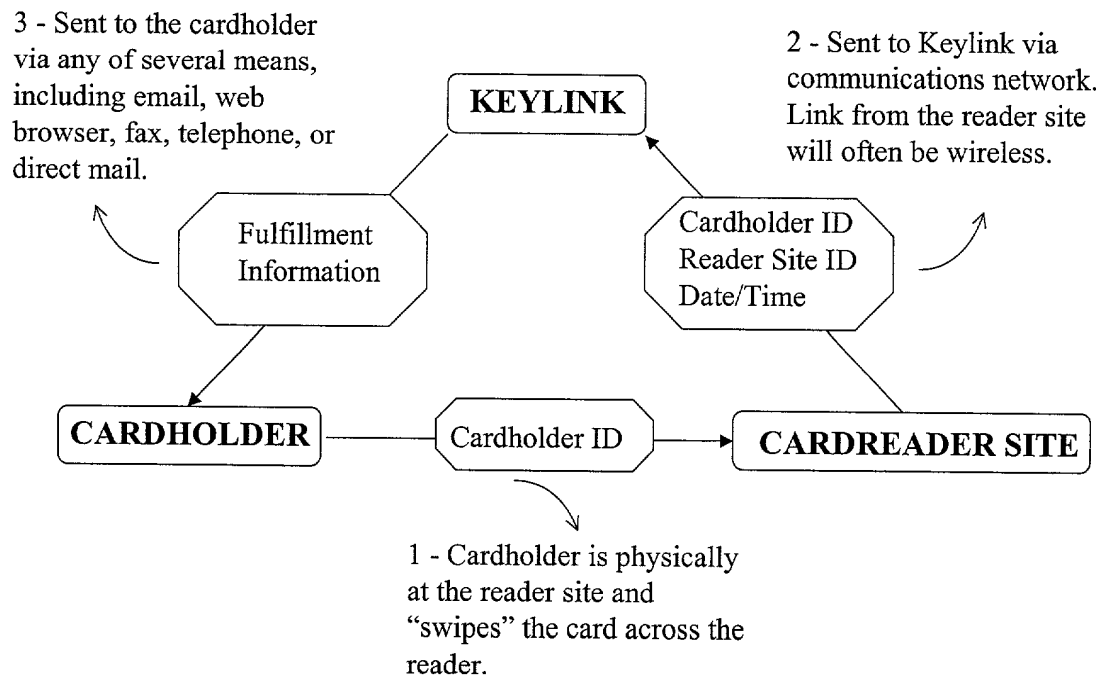 3 - Sent to the cardholder
via any of several means,
including email, web
browser, fax, telephone, or
direct mail.
KEYLINK
2 - Sent to Keylink via
communications network.
Link from the reader site
will often be wireless.
Fulfillment
Information
Cardholder ID
Reader Site ID
Date/Time
CARDHOLDER
Cardholder ID
CARDREADER SITE
1 - Cardholder is physically
at the reader site and
“swipes” the card across the
reader.